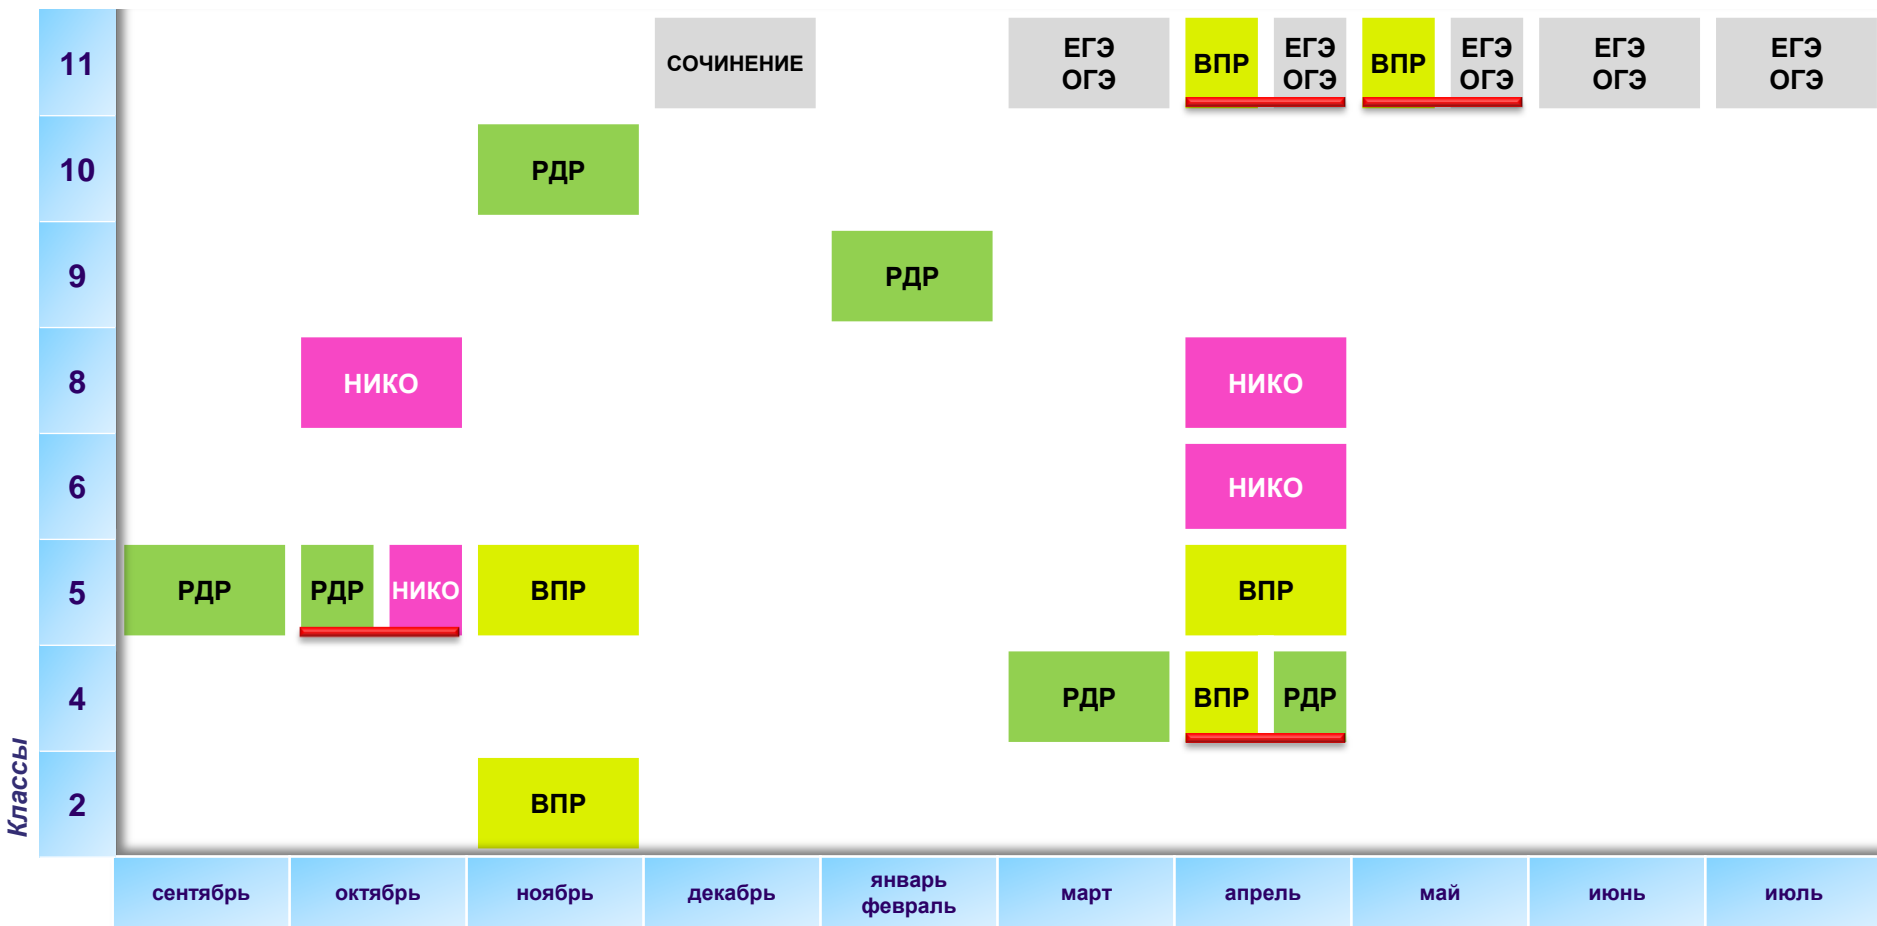 11
СОЧИНЕНИЕ
ЕГЭ
ОГЭ
ВПР
ЕГЭ
ОГЭ
ВПР
ЕГЭ
ОГЭ
ЕГЭ
ОГЭ
ЕГЭ
ОГЭ
10
РДР
9
РДР
8
НИКО
НИКО
6
НИКО
5
РДР
РДР
НИКО
ВПР
ВПР
4
РДР
ВПР
РДР
2
ВПР
Классы
сентябрь
октябрь
ноябрь
декабрь
январь
февраль
март
апрель
май
июнь
июль